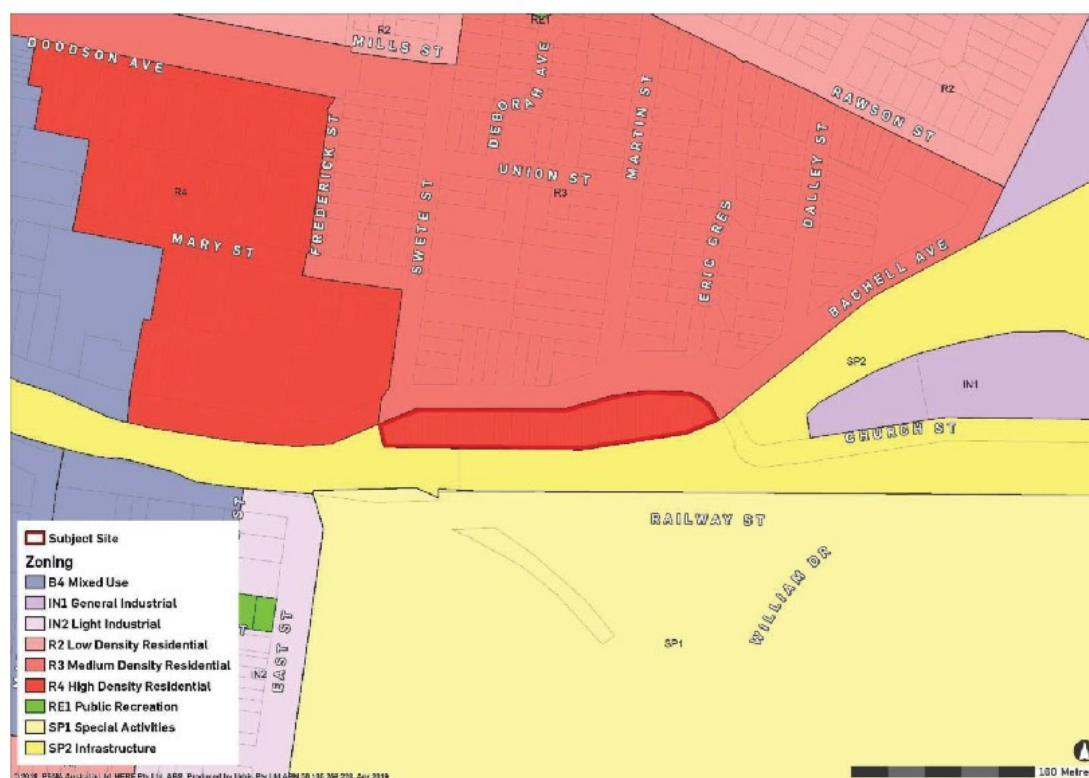 RE1
R2
MILLS ST
DOODSON AVE
DEBORAH AVE
MARTIN ST
RAWSON ST
R2
FREDERICK ST
UNION ST
R3
DALLEY ST
R4
MARY ST
SWETE ST
ERIC CRES
BACHELL AVE
SP2
IN1
CHURCH ST
RAILWAY ST
WILLIAM DR
SP1
ST
EAST ST
IN2
Subject Site
Zoning
B4 Mixed Use
IN1 General Industrial
IN2 Light Industrial
R2 Low Density Residential
R3 Medium Density Residential
R4 High Density Residential
RE1 Public Recreation
SP1 Special Activities
SP2 Infrastructure
100 Metres